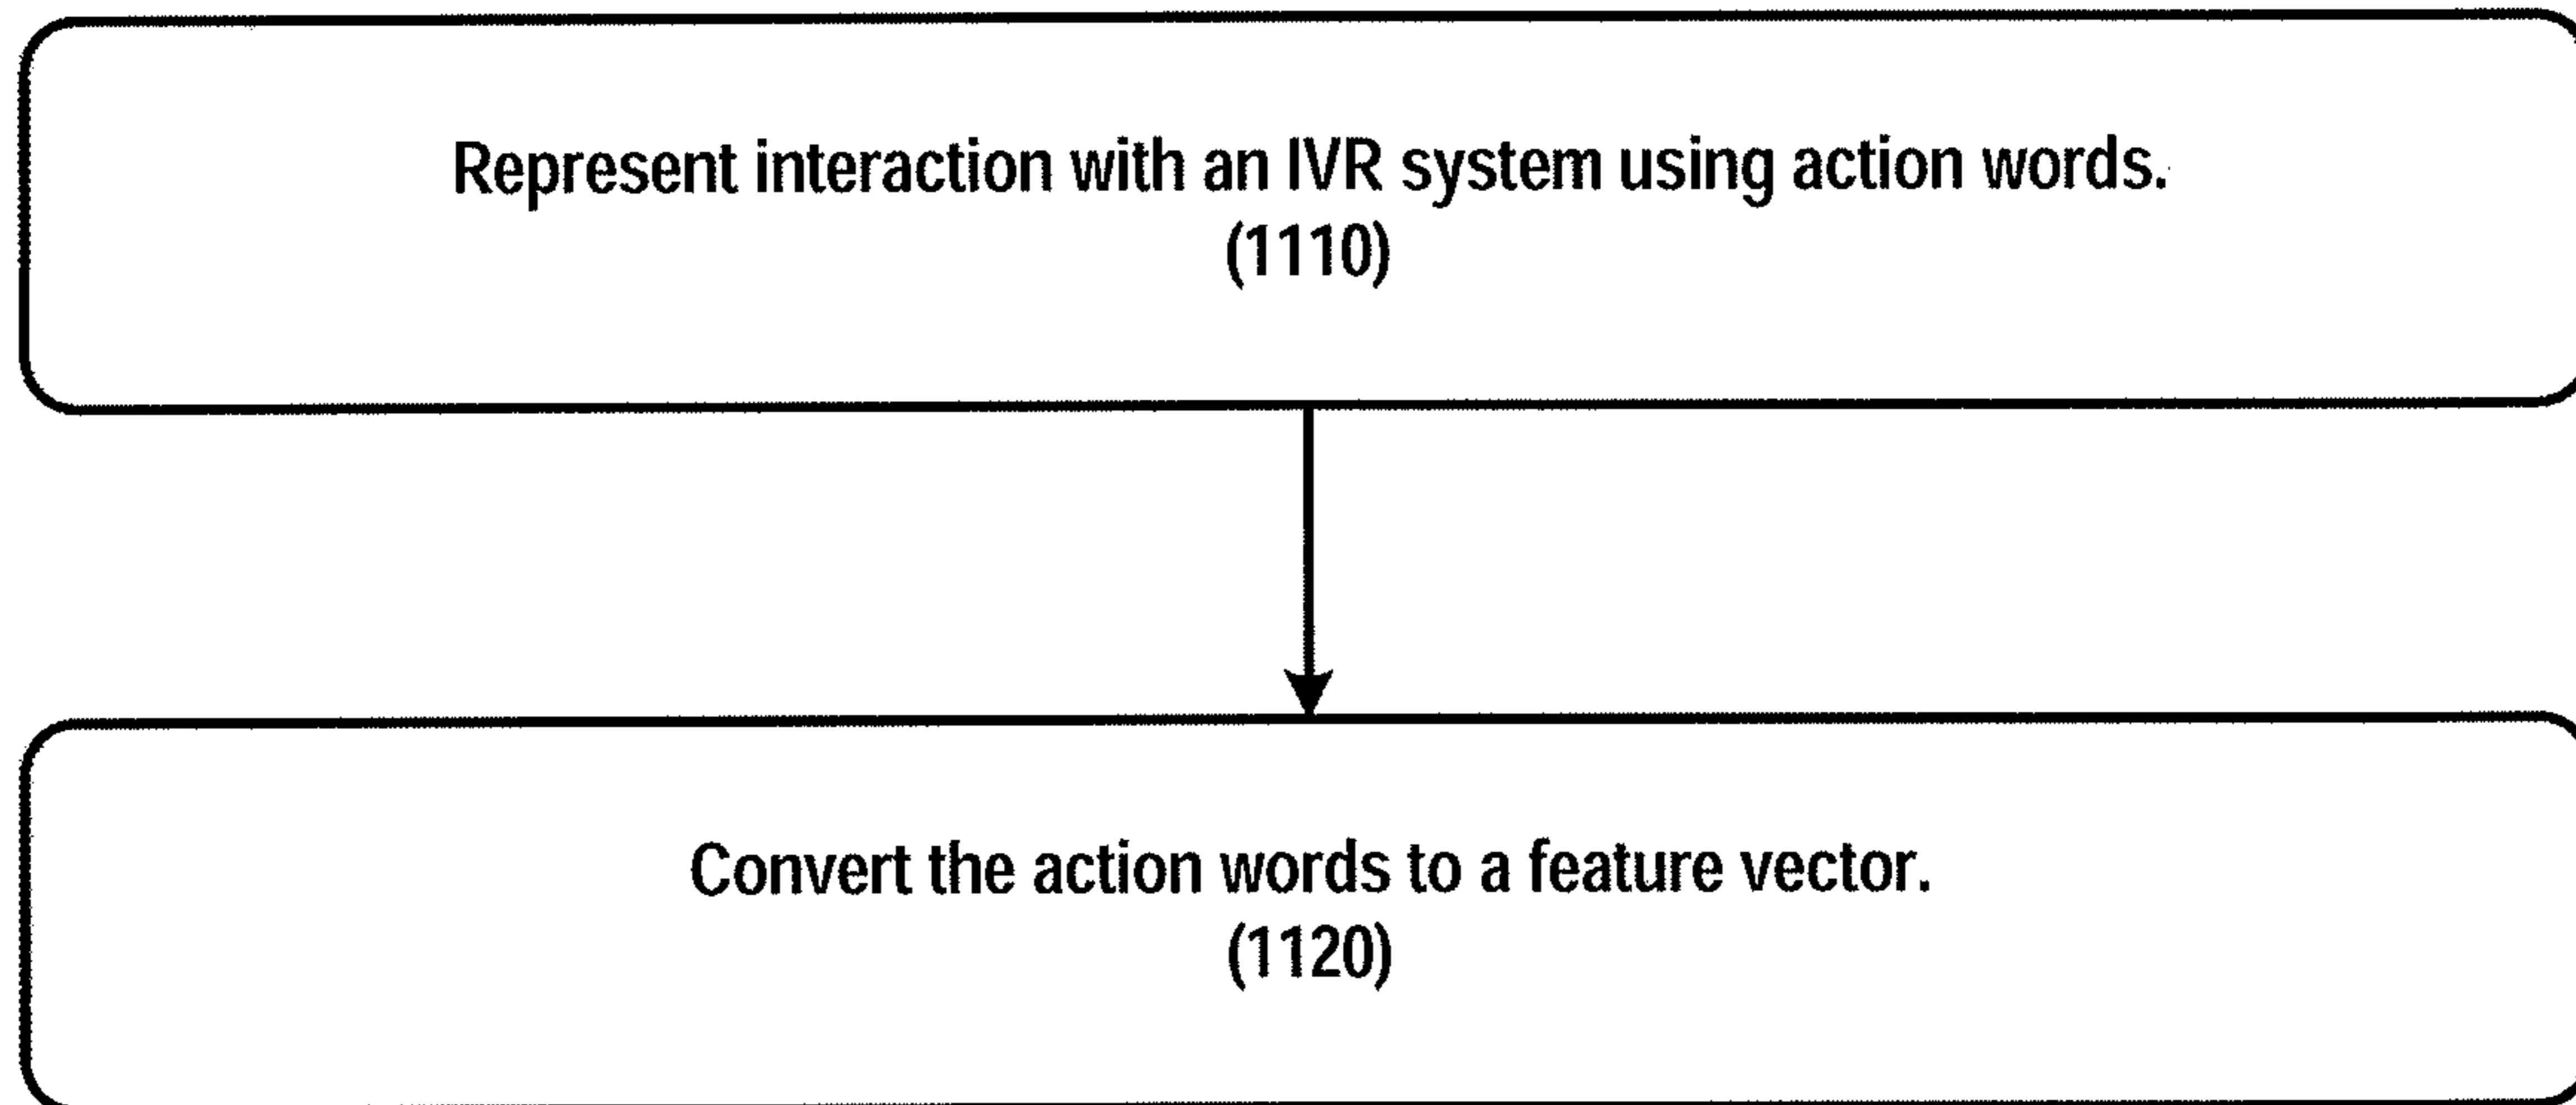 Represent interaction with an IVR system using action words.
(1110)
Convert the action words to a feature vector.
(1120)